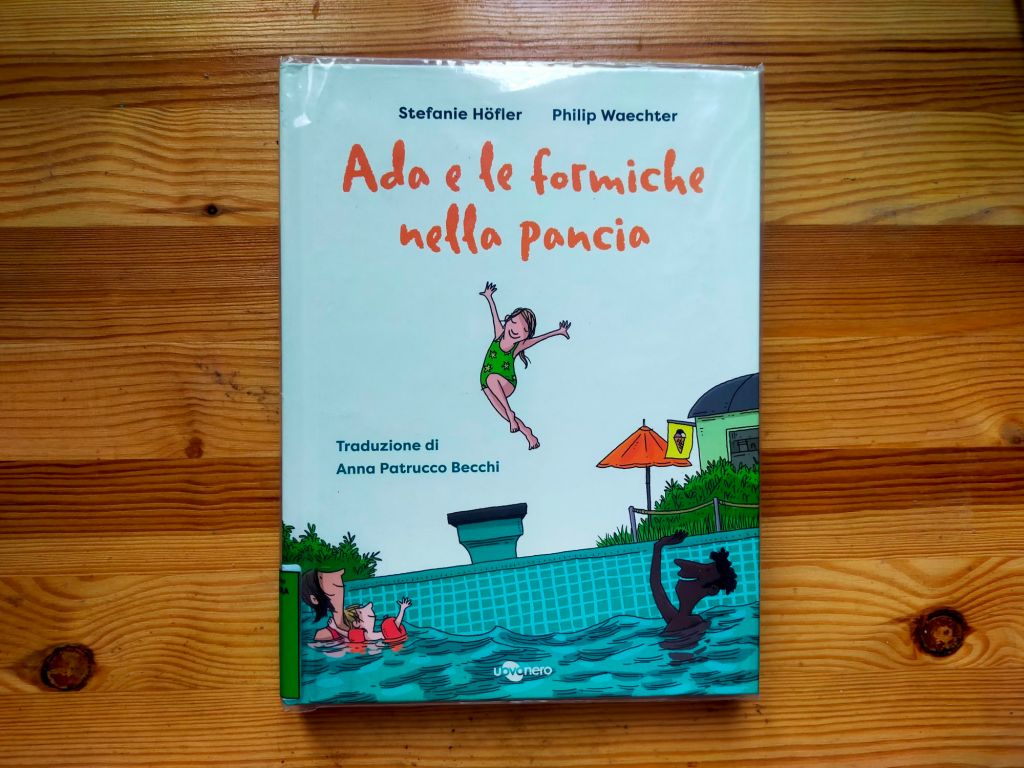 Stefanie Höfler Philip Waechter
Ada e le formiche
nella pancia
Traduzione di
Anna Patrucco Becchi
uovonero